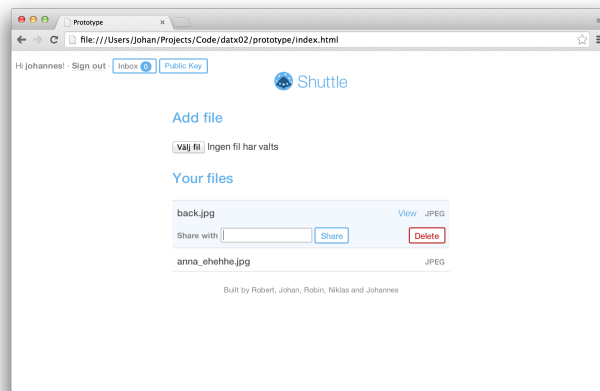 Prototype
file:///Users/Johan/Projects/Code/datx02/prototype/index.html
Hi johannes! · Sign out · Inbox 0 Public Key
Shuttle
Add file
Välj fil Ingen fil har valts
Your files
back.jpg View JPEG
Share with Share Delete
anna_ehehhe.jpg JPEG
Built by Robert, Johan, Robin, Niklas and Johannes